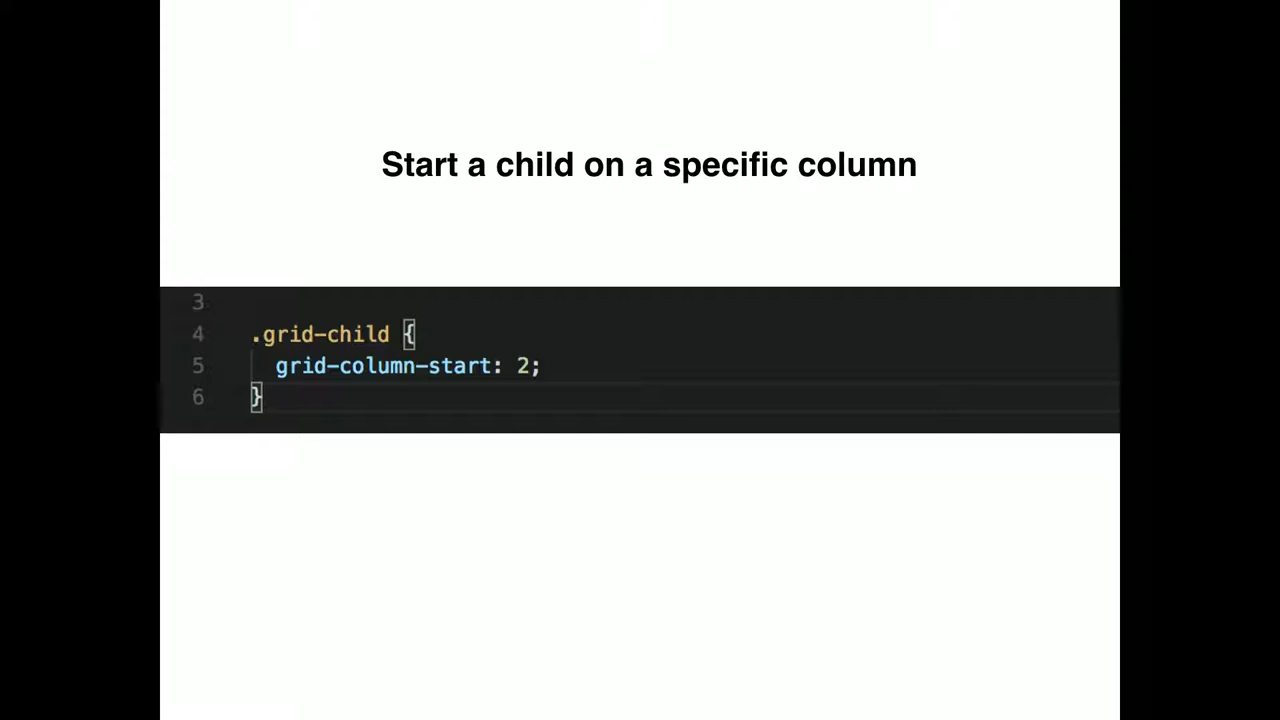 Start a child on a specific column
3
4 .grid-child {
5 grid-column-start: 2;
6 }